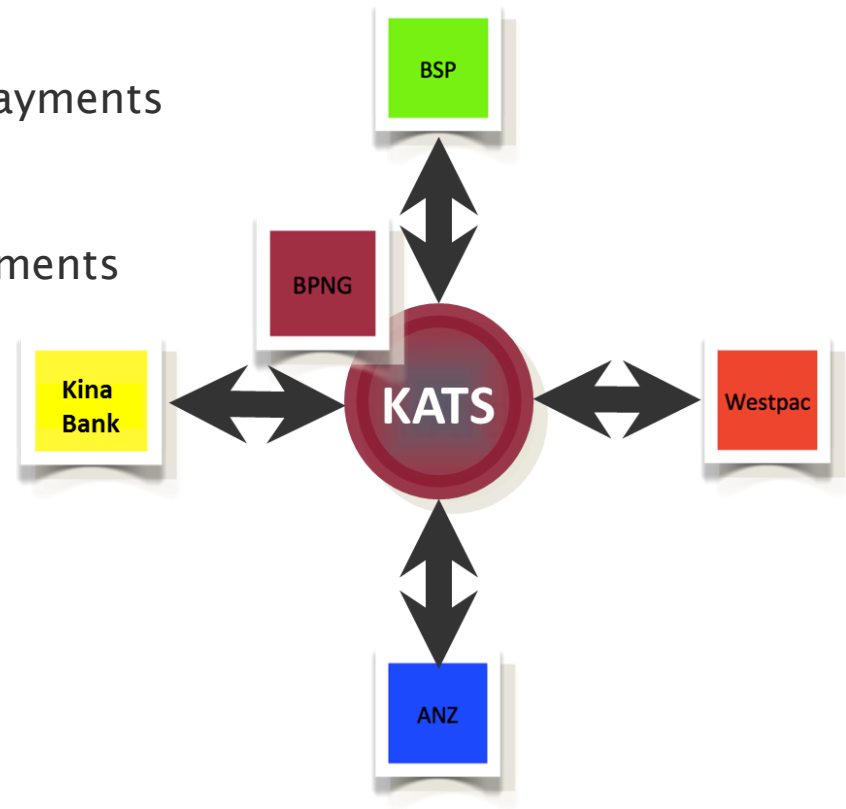 BSP
ayments
ments
BPNG
KATS
Kina
Bank
Westpac
ANZ